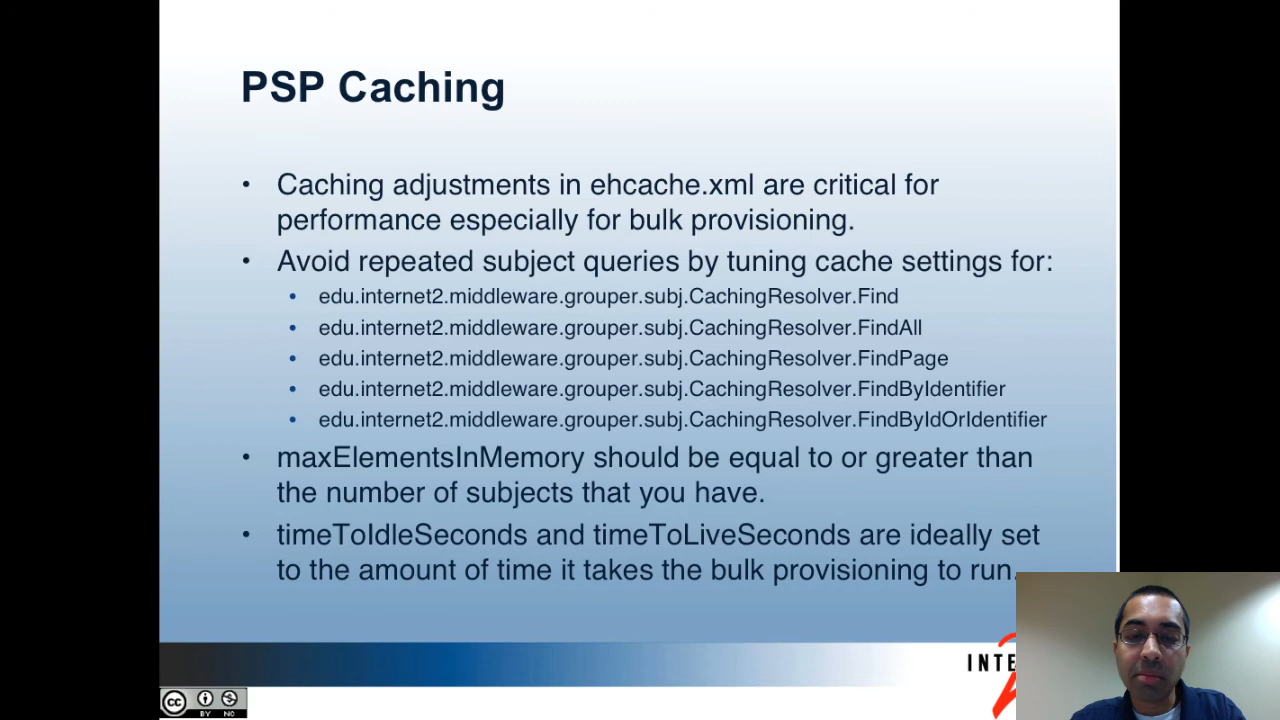 PSP Caching
• Caching adjustments in ehcache.xml are critical for
performance especially for bulk provisioning.
• Avoid repeated subject queries by tuning cache settings for:
• edu.internet2.middleware.grouper.subj.CachingResolver.Find
• edu.internet2.middleware.grouper.subj.CachingResolver.FindAll
• edu.internet2.middleware.grouper.subj.CachingResolver.FindPage
• edu.internet2.middleware.grouper.subj.CachingResolver.FindByIdentifier
• edu.internet2.middleware.grouper.subj.CachingResolver.FindByIdOrIdentifier
• maxElementsInMemory should be equal to or greater than
the number of subjects that you have.
• timeToIdleSeconds and timeToLiveSeconds are ideally set
to the amount of time it takes the bulk provisioning to run.
INTE
cc
BY NC